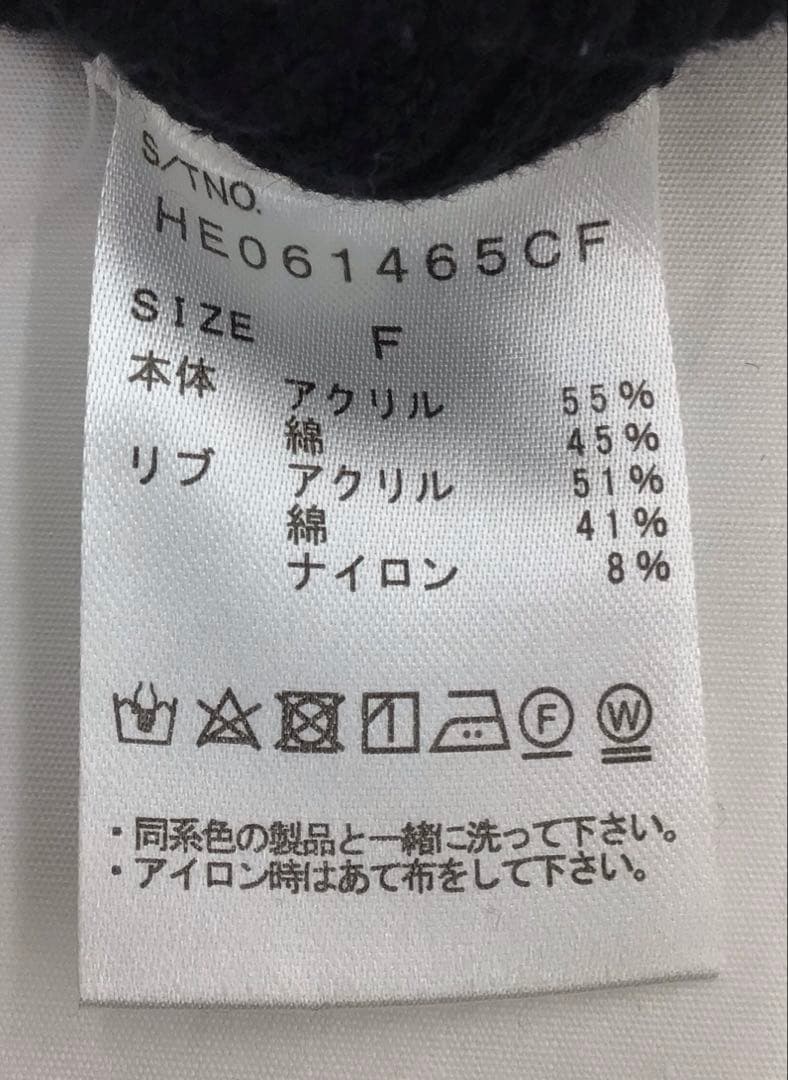 S/TNO.
HE061465CF
SIZE F
本体 アクリル 55%
綿 45%
リブ アクリル 51%
綿 41%
ナイロン 8%
F W
・同系色の製品と一緒に洗って下さい。
・アイロン時はあて布をして下さい。